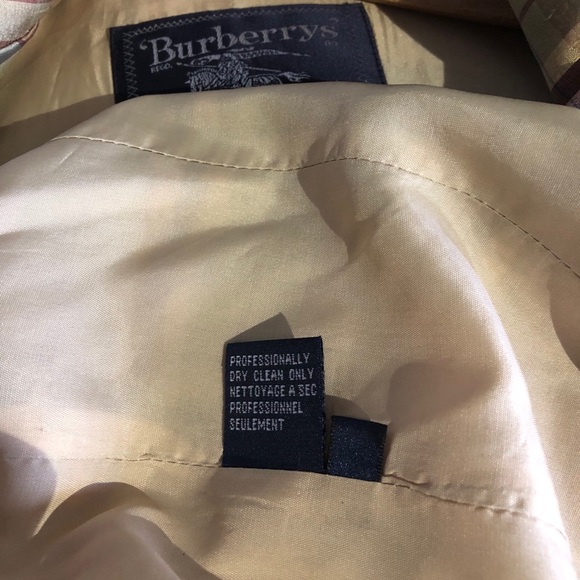 Burberrys
PROFESSIONALLY
DRY CLEAN ONLY
NETTOYAGE A SEC
PROFESSIONNEL
SEULEMENT